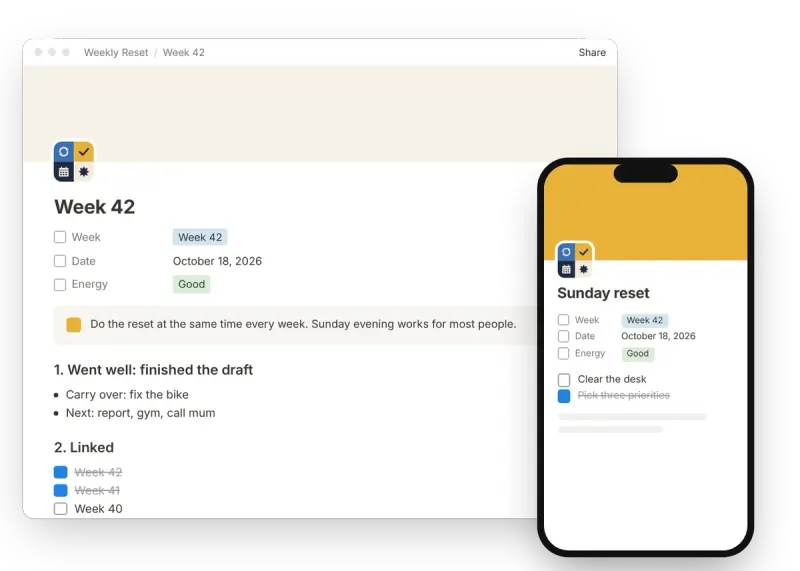 Weekly Reset / Week 42
Share
Week 42
Week Week 42
Date October 18, 2026
Energy Good
Do the reset at the same time every week. Sunday evening works for most people.
1. Went well: finished the draft
• Carry over: fix the bike
• Next: report, gym, call mum
2. Linked
Week 42
Week 41
Week 40
Sunday reset
Week Week 42
Date October 18, 2026
Energy Good
Clear the desk
Pick three priorities